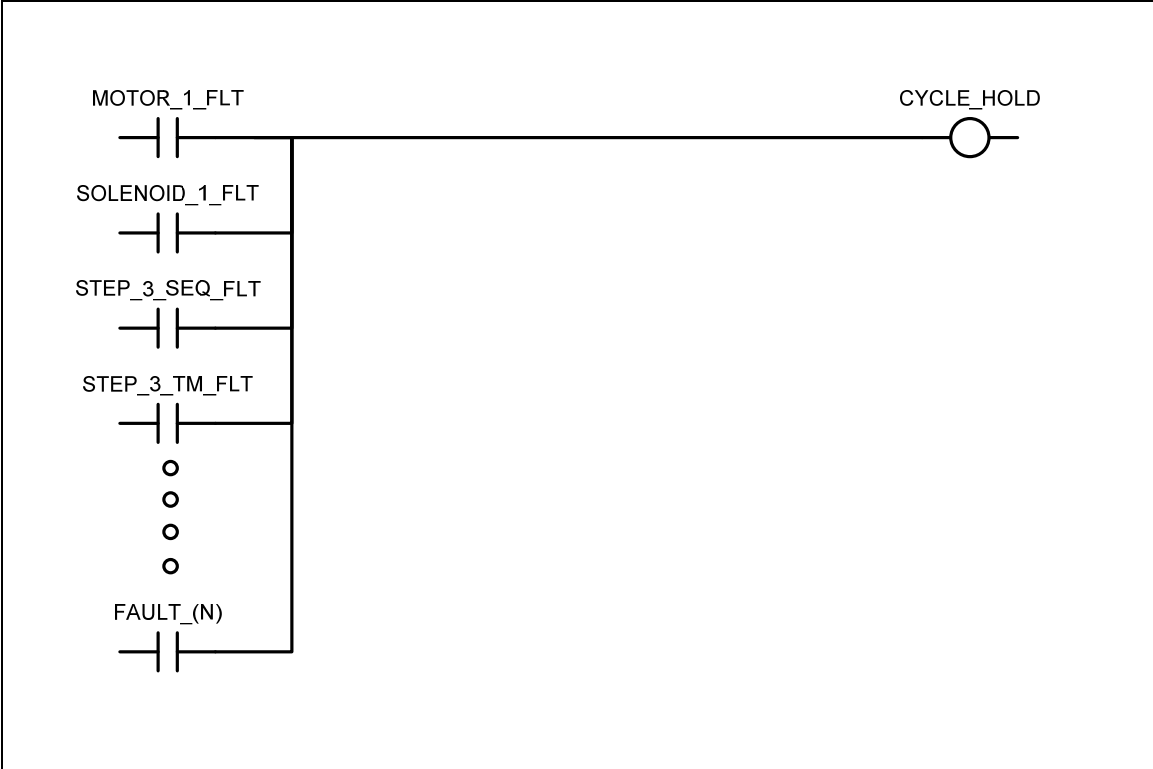 MOTOR_1_FLT
CYCLE_HOLD
SOLENOID_1_FLT
STEP_3_SEQ_FLT
STEP_3_TM_FLT
FAULT_(N)